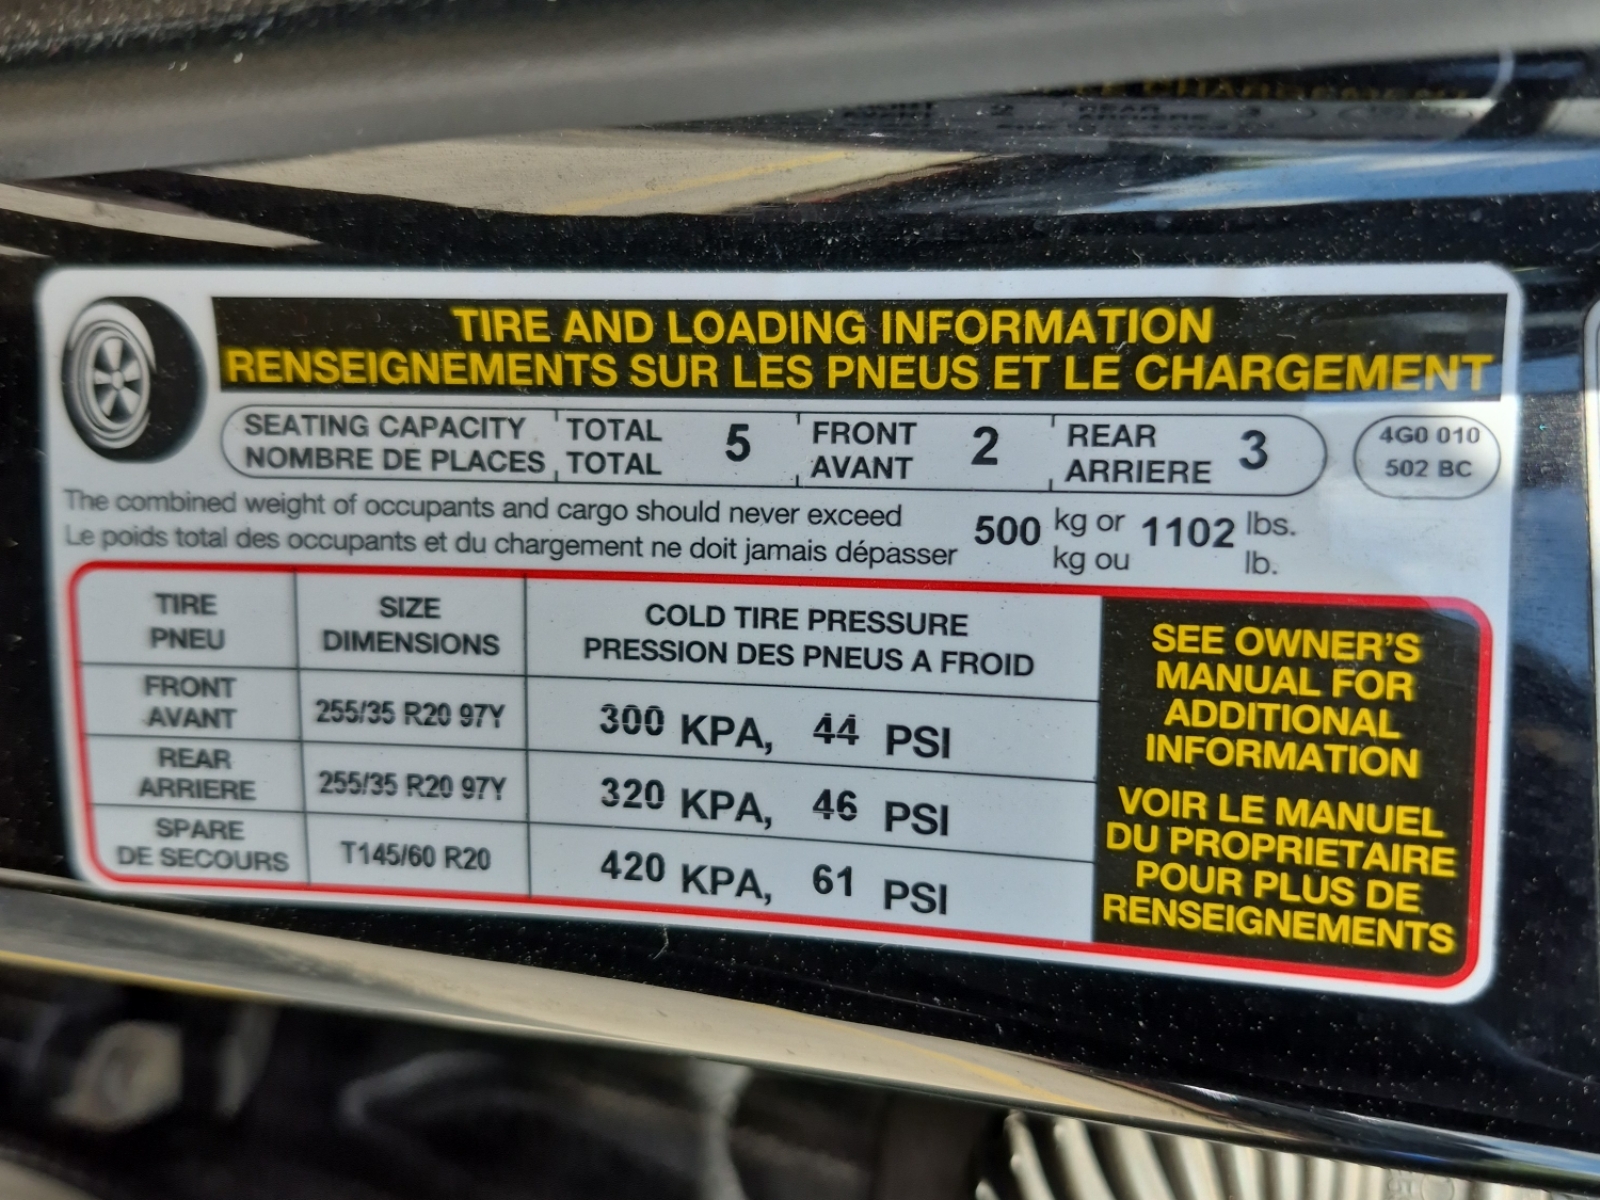 TIRE AND LOADING INFORMATION
RENSEIGNEMENTS SUR LES PNEUS ET LE CHARGEMENT
SEATING CAPACITY TOTAL 5 FRONT 2 REAR 3
NOMBRE DE PLACES TOTAL AVANT ARRIERE
4G0 010
502 BC
The combined weight of occupants and cargo should never exceed 500 kg or 1102 lbs.
Le poids total des occupants et du chargement ne doit jamais dépasser kg ou lb.
TIRE SIZE COLD TIRE PRESSURE
PNEU DIMENSIONS PRESSION DES PNEUS A FROID
FRONT
AVANT 255/35 R20 97Y 300 KPA, 44 PSI
REAR
ARRIERE 255/35 R20 97Y 320 KPA, 46 PSI
SPARE
DE SECOURS T145/60 R20 420 KPA, 61 PSI
SEE OWNER'S
MANUAL FOR
ADDITIONAL
INFORMATION
VOIR LE MANUEL
DU PROPRIETAIRE
POUR PLUS DE
RENSEIGNEMENTS